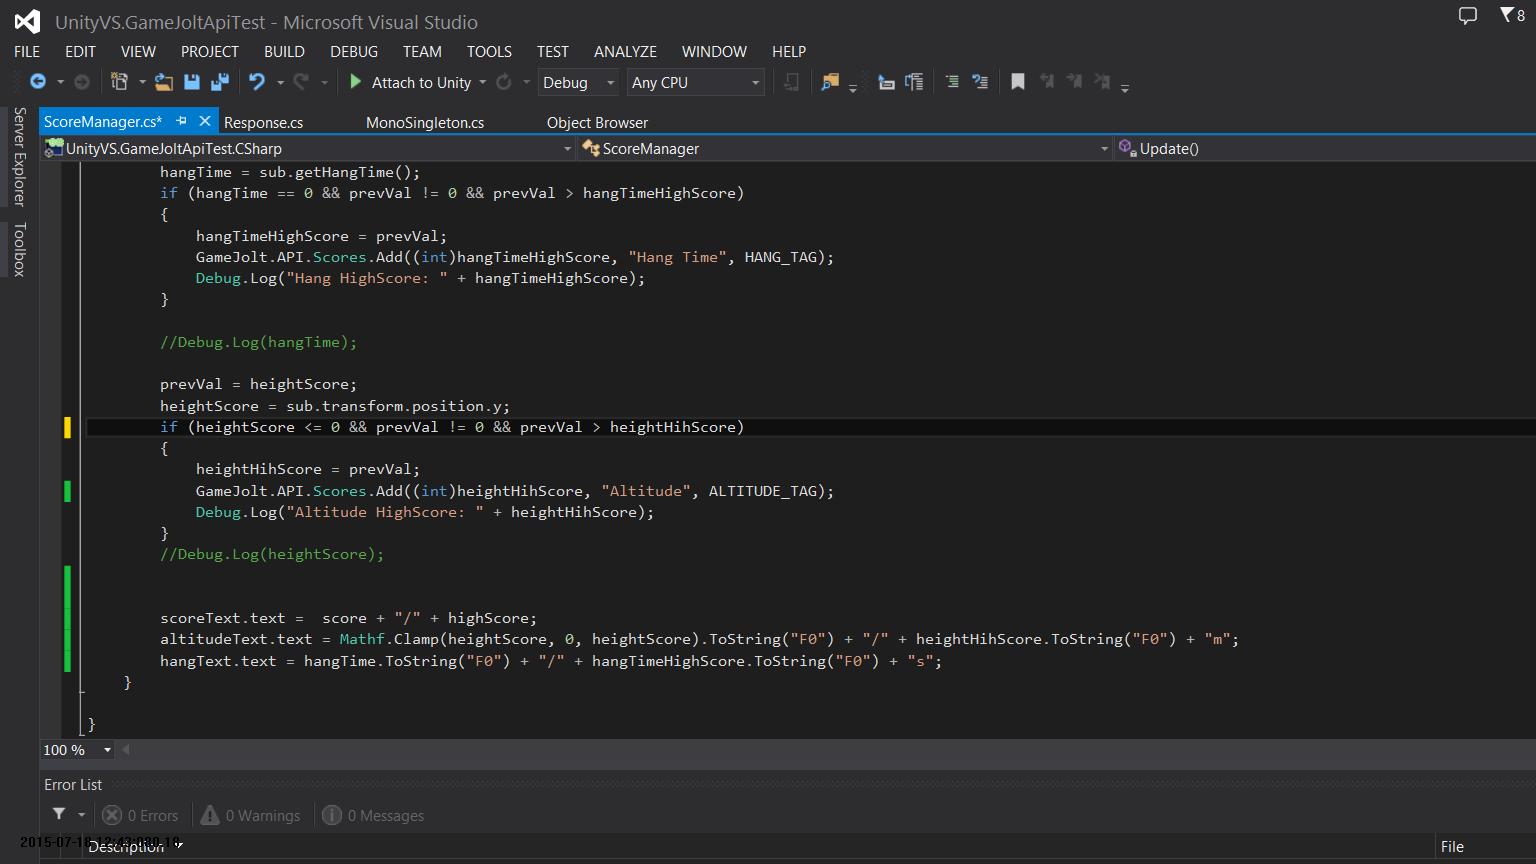 UnityVS.GameJoltApiTest - Microsoft Visual Studio
8
FILE EDIT VIEW PROJECT BUILD DEBUG TEAM TOOLS TEST ANALYZE WINDOW HELP
Attach to Unity Debug Any CPU
Server Explorer
Toolbox
ScoreManager.cs* Response.cs MonoSingleton.cs Object Browser
UnityVS.GameJoltApiTest.CSharp ScoreManager Update()
hangTime = sub.getHangTime();
if (hangTime == 0 && prevVal != 0 && prevVal > hangTimeHighScore)
{
hangTimeHighScore = prevVal;
GameJolt.API.Scores.Add((int)hangTimeHighScore, "Hang Time", HANG_TAG);
Debug.Log("Hang HighScore: " + hangTimeHighScore);
}
//Debug.Log(hangTime);
prevVal = heightScore;
heightScore = sub.transform.position.y;
if (heightScore <= 0 && prevVal != 0 && prevVal > heightHihScore)
{
heightHihScore = prevVal;
GameJolt.API.Scores.Add((int)heightHihScore, "Altitude", ALTITUDE_TAG);
Debug.Log("Altitude HighScore: " + heightHihScore);
}
//Debug.Log(heightScore);
scoreText.text =  score + "/" + highScore;
altitudeText.text = Mathf.Clamp(heightScore, 0, heightScore).ToString("F0") + "/" + heightHihScore.ToString("F0") + "m";
hangText.text = hangTime.ToString("F0") + "/" + hangTimeHighScore.ToString("F0") + "s";
}
}
100 %
Error List
0 Errors 0 Warnings 0 Messages
Description File